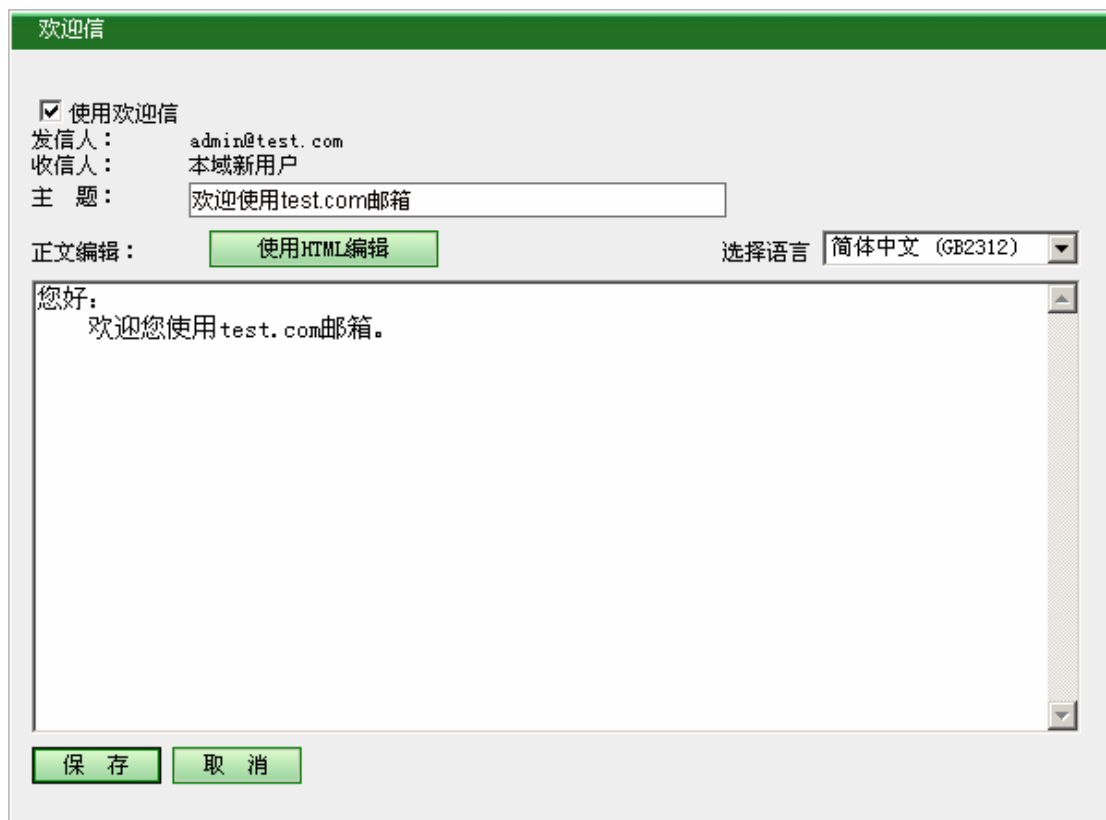 欢迎信
使用欢迎信
发信人： admin@test.com
收信人： 本域新用户
主 题： 欢迎使用test.com邮箱
正文编辑： 使用HTML编辑 选择语言 简体中文 (GB2312)
您好：
欢迎您使用test.com邮箱。
保 存 取 消